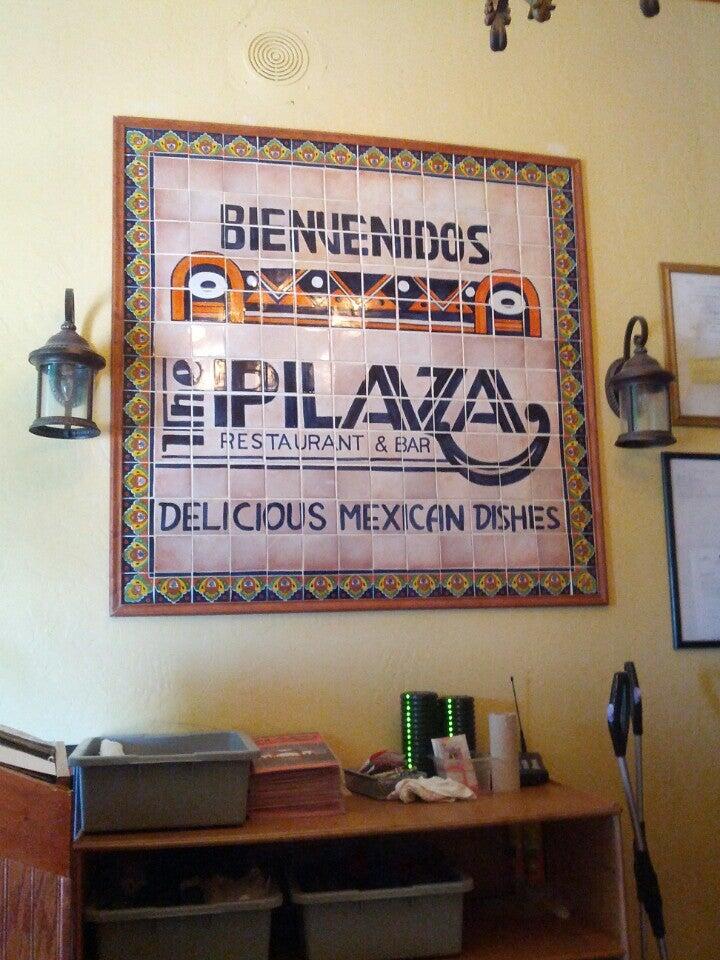 BIENVENIDOS
The PLAZA
RESTAURANT & BAR
DELICIOUS MEXICAN DISHES